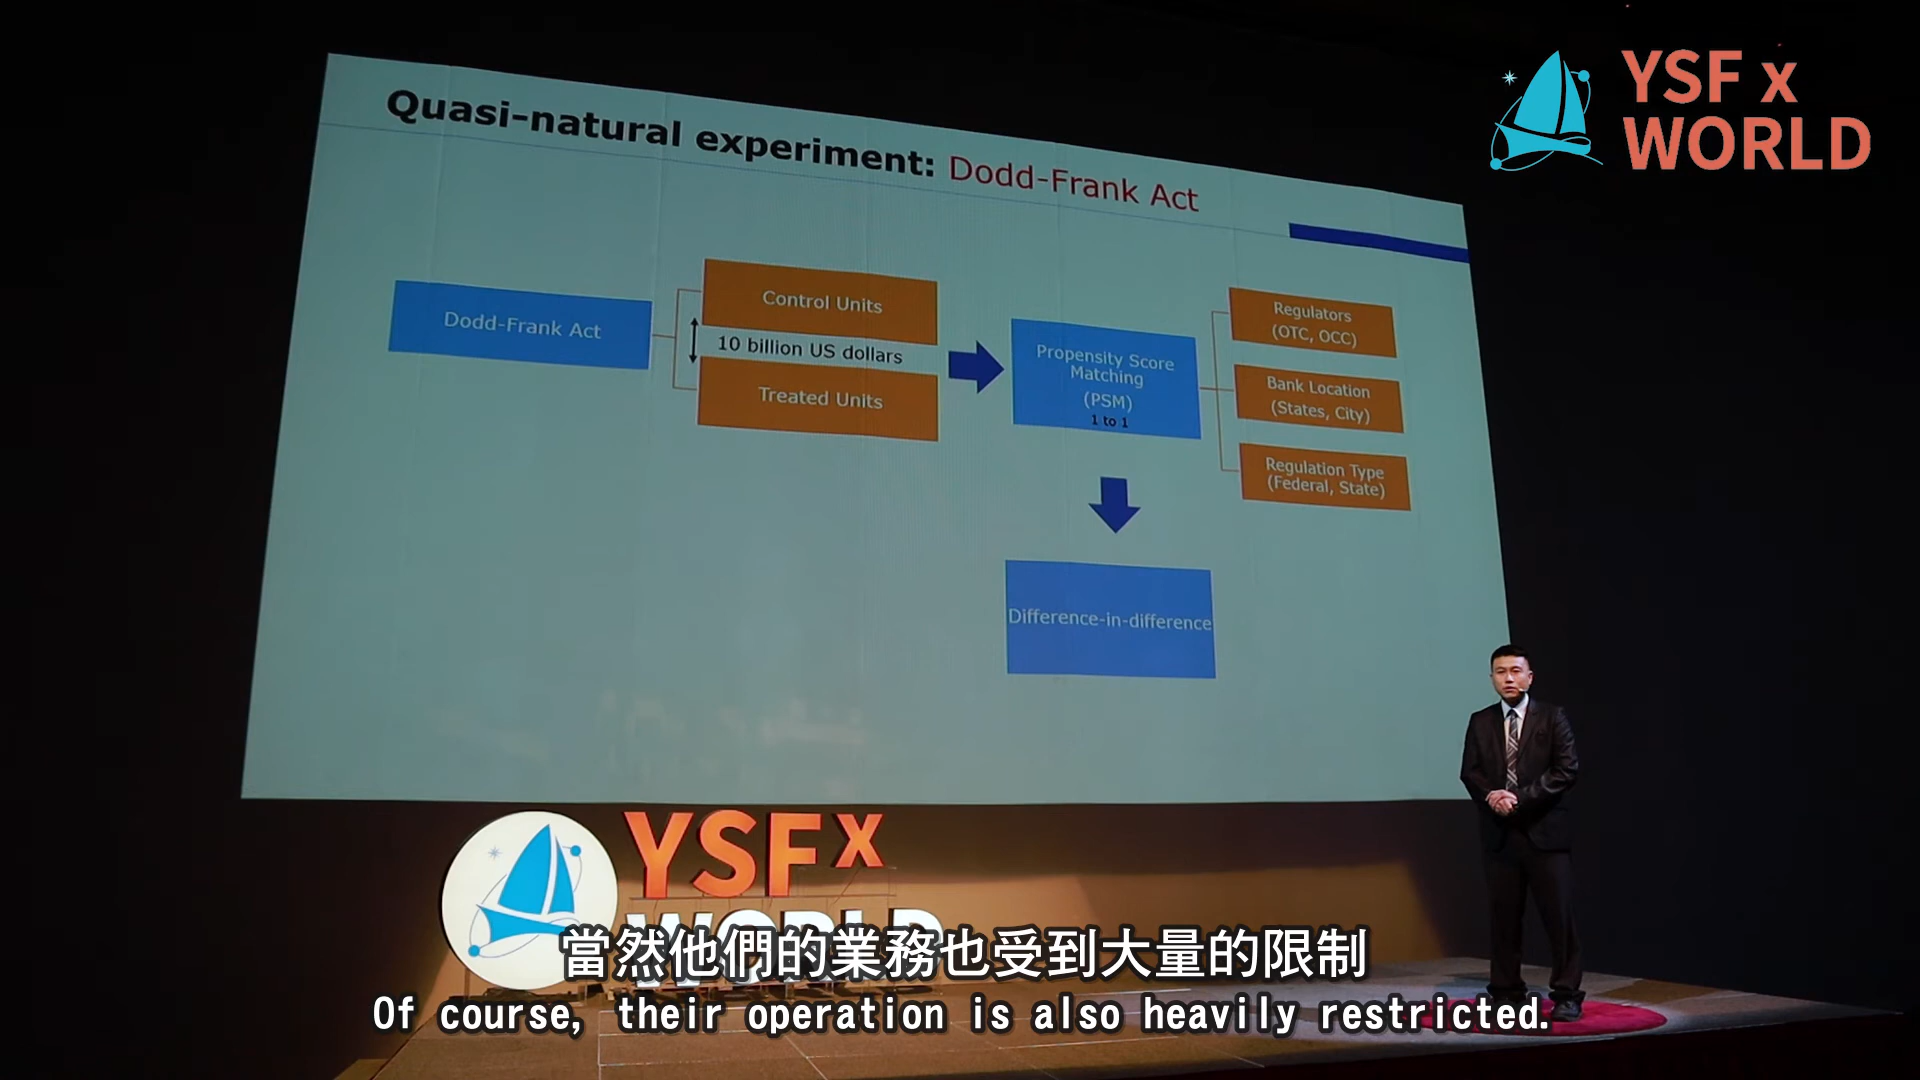 YSF x
WORLD
Quasi-natural experiment: Dodd-Frank Act
Dodd-Frank Act
Control Units
10 billion US dollars
Treated Units
Propensity Score
Matching
(PSM)
1 to 1
Regulators
(OTC, OCC)
Bank Location
(States, City)
Regulation Type
(Federal, State)
Difference-in-difference
YSF x
WORLD
當然他們的業務也受到大量的限制
Of course, their operation is also heavily restricted.